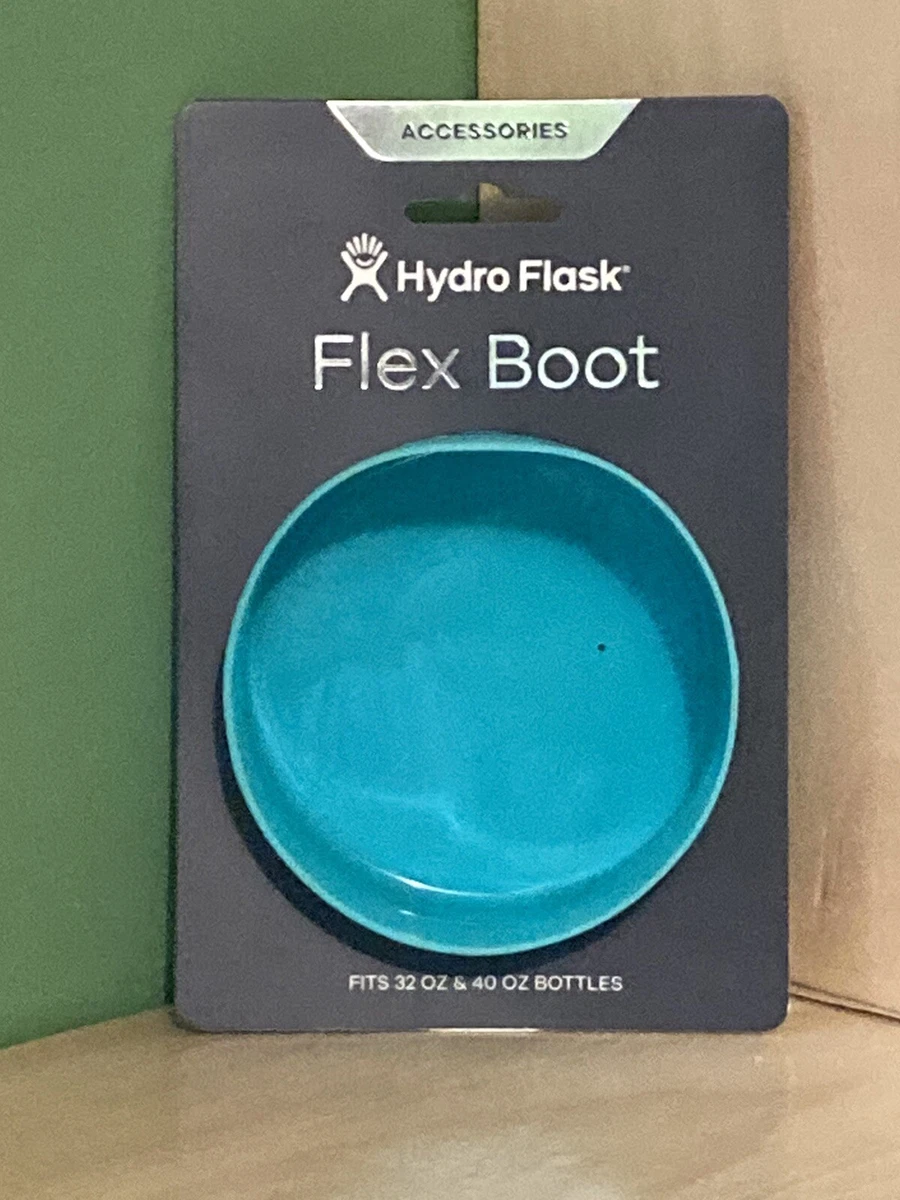 ACCESSORIES
Hydro Flask®
Flex Boot
FITS 32 OZ & 40 OZ BOTTLES